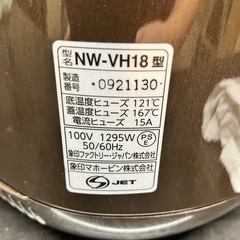 型名 NW-VH18 型
製造番号 ·0921130·
底温度ヒューズ 121℃
蓋温度ヒューズ 167℃
電流ヒューズ 15A
100V 1295W PSE
50/60Hz
象印ファクトリー・ジャパン株式会社
象印マホービン株式会社
S JET